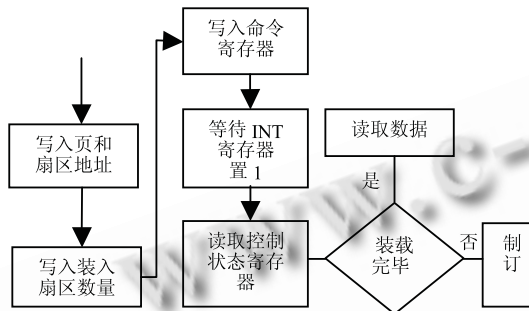 写入页和
扇区地址
写入装入
扇区数量
写入命令
寄存器
等待 INT
寄存器
置 1
读取控制
状态寄存
器
装载
完毕
是
读取数据
否
制
订
www.c-